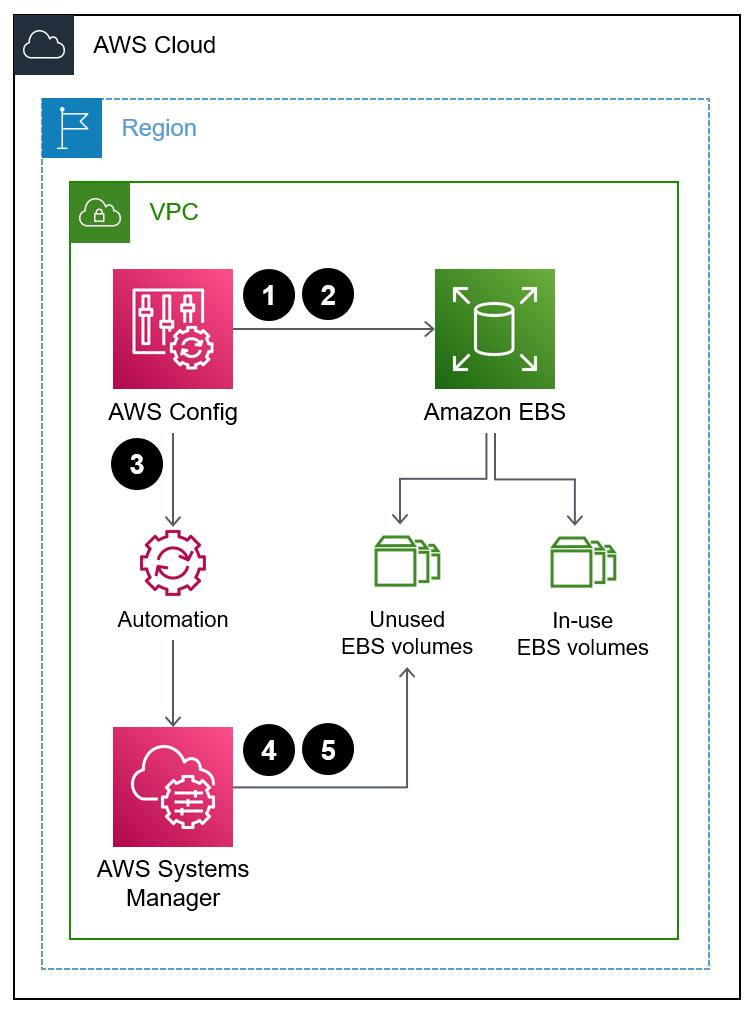 AWS Cloud
Region
VPC
1 2
AWS Config
Amazon EBS
3
Automation
Unused
EBS volumes
In-use
EBS volumes
4 5
AWS Systems
Manager